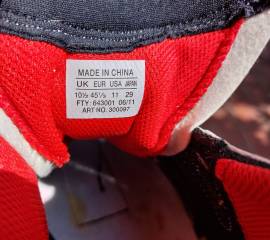 MADE IN CHINA
UK EUR USA JAPAN
10½ 45⅓ 11 29
FTY: 643001 06/11
ART NO. 300097